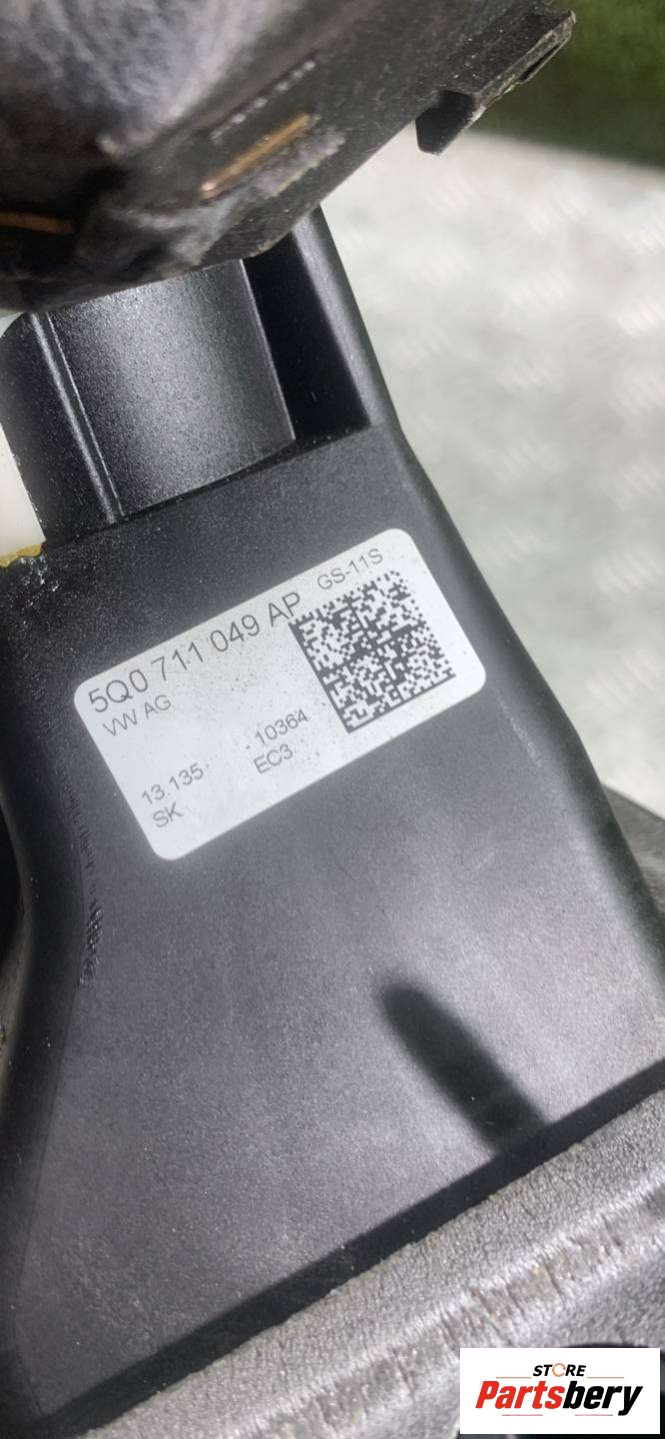 5Q0 711 049 AP GS-11S
VW AG
13.135 10364
SK EC3
STORE
Partsbery